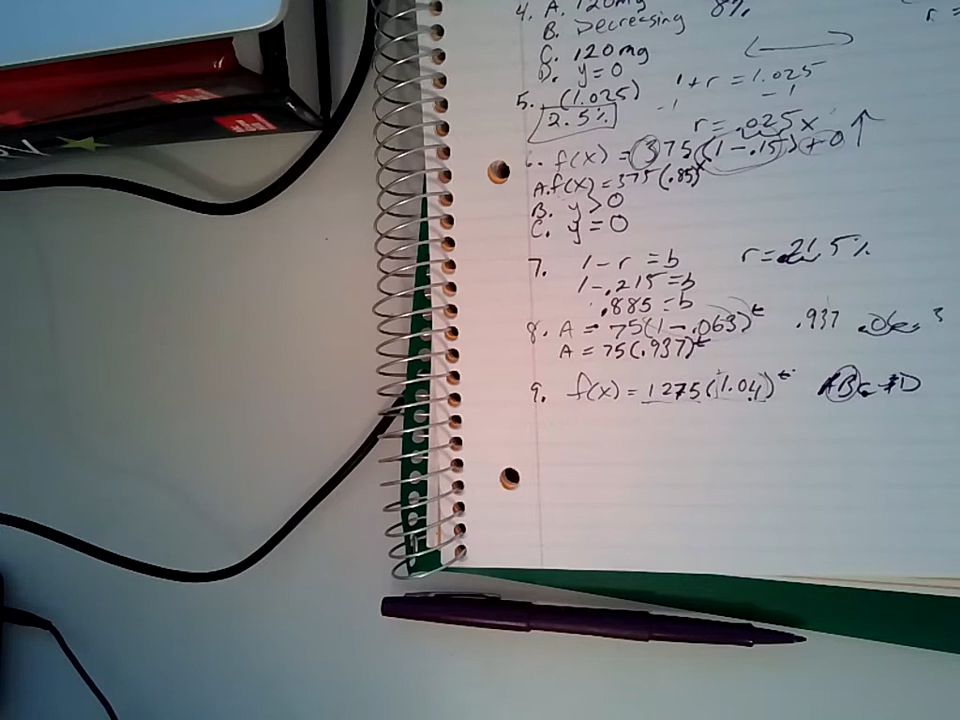 4. A. 120mg 8% r =
B. Decreasing
C. 120mg
D. y=0 1+r = 1.025
5. (1.025) -1 -1
2.5% r = .025 x
6. f(x) = 375(1-.15)+0
A. f(x) = 375(.85)ˣ
B. y>0
C. y=0
7. 1-r = b r=21.5%
1-.215=b
.885=b
8. A = 75(1-.063)ᵗ .937
A = 75(.937)ᵗ
9. f(x) = 1275(1.04)ᵗ